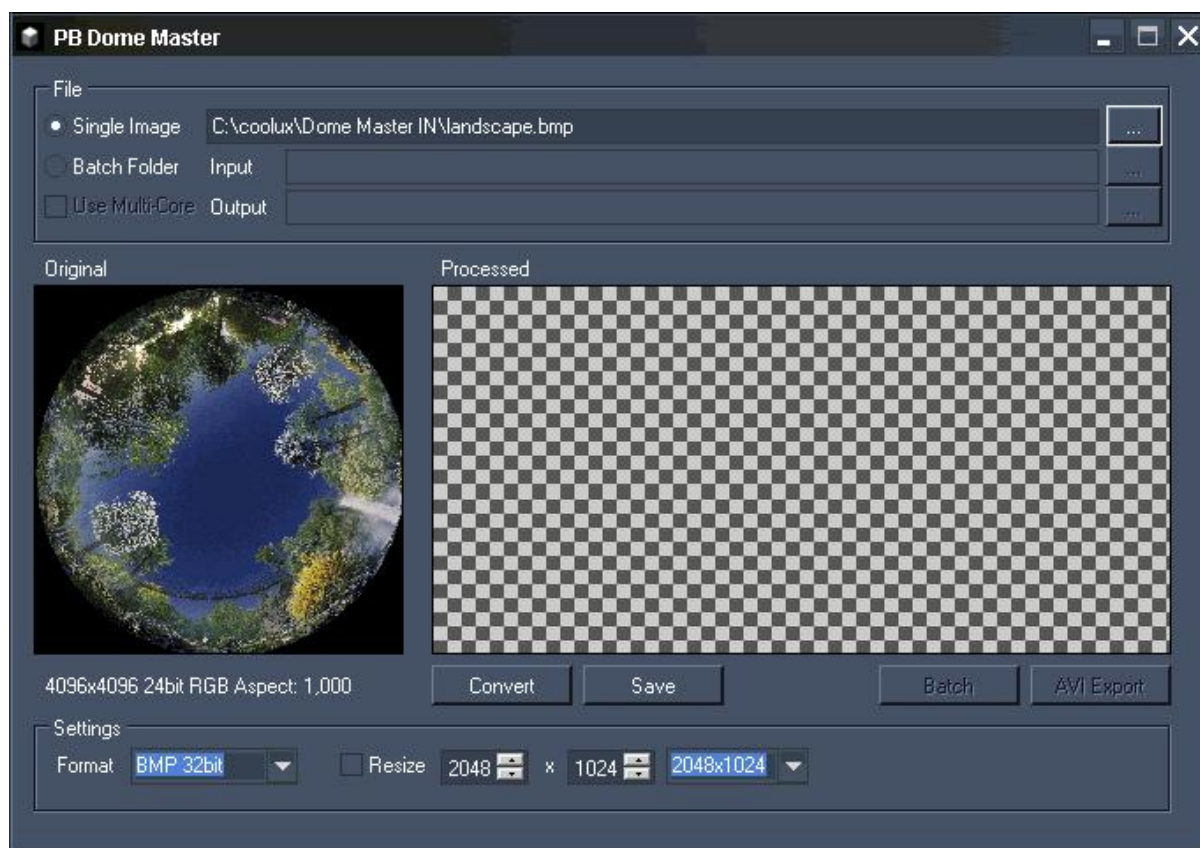 PB Dome Master
File
Single Image C:\coolux\Dome Master IN\landscape.bmp ...
Batch Folder Input ...
Use Multi-Core Output ...
Original Processed
4096x4096 24bit RGB Aspect: 1,000 Convert Save Batch AVI Export
Settings
Format BMP 32bit Resize 2048 x 1024 2048x1024